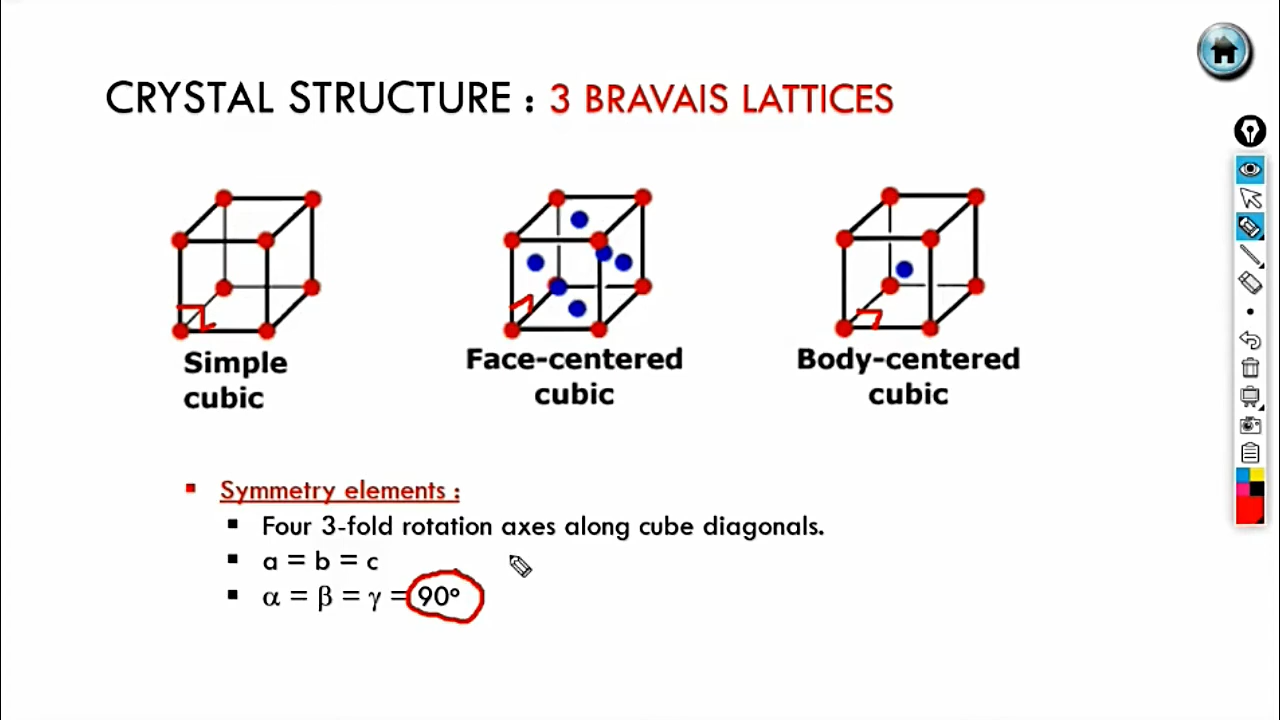 CRYSTAL STRUCTURE : 3 BRAVAIS LATTICES
Simple
cubic
Face-centered
cubic
Body-centered
cubic
Symmetry elements :
Four 3-fold rotation axes along cube diagonals.
a = b = c
α = β = γ = 90°